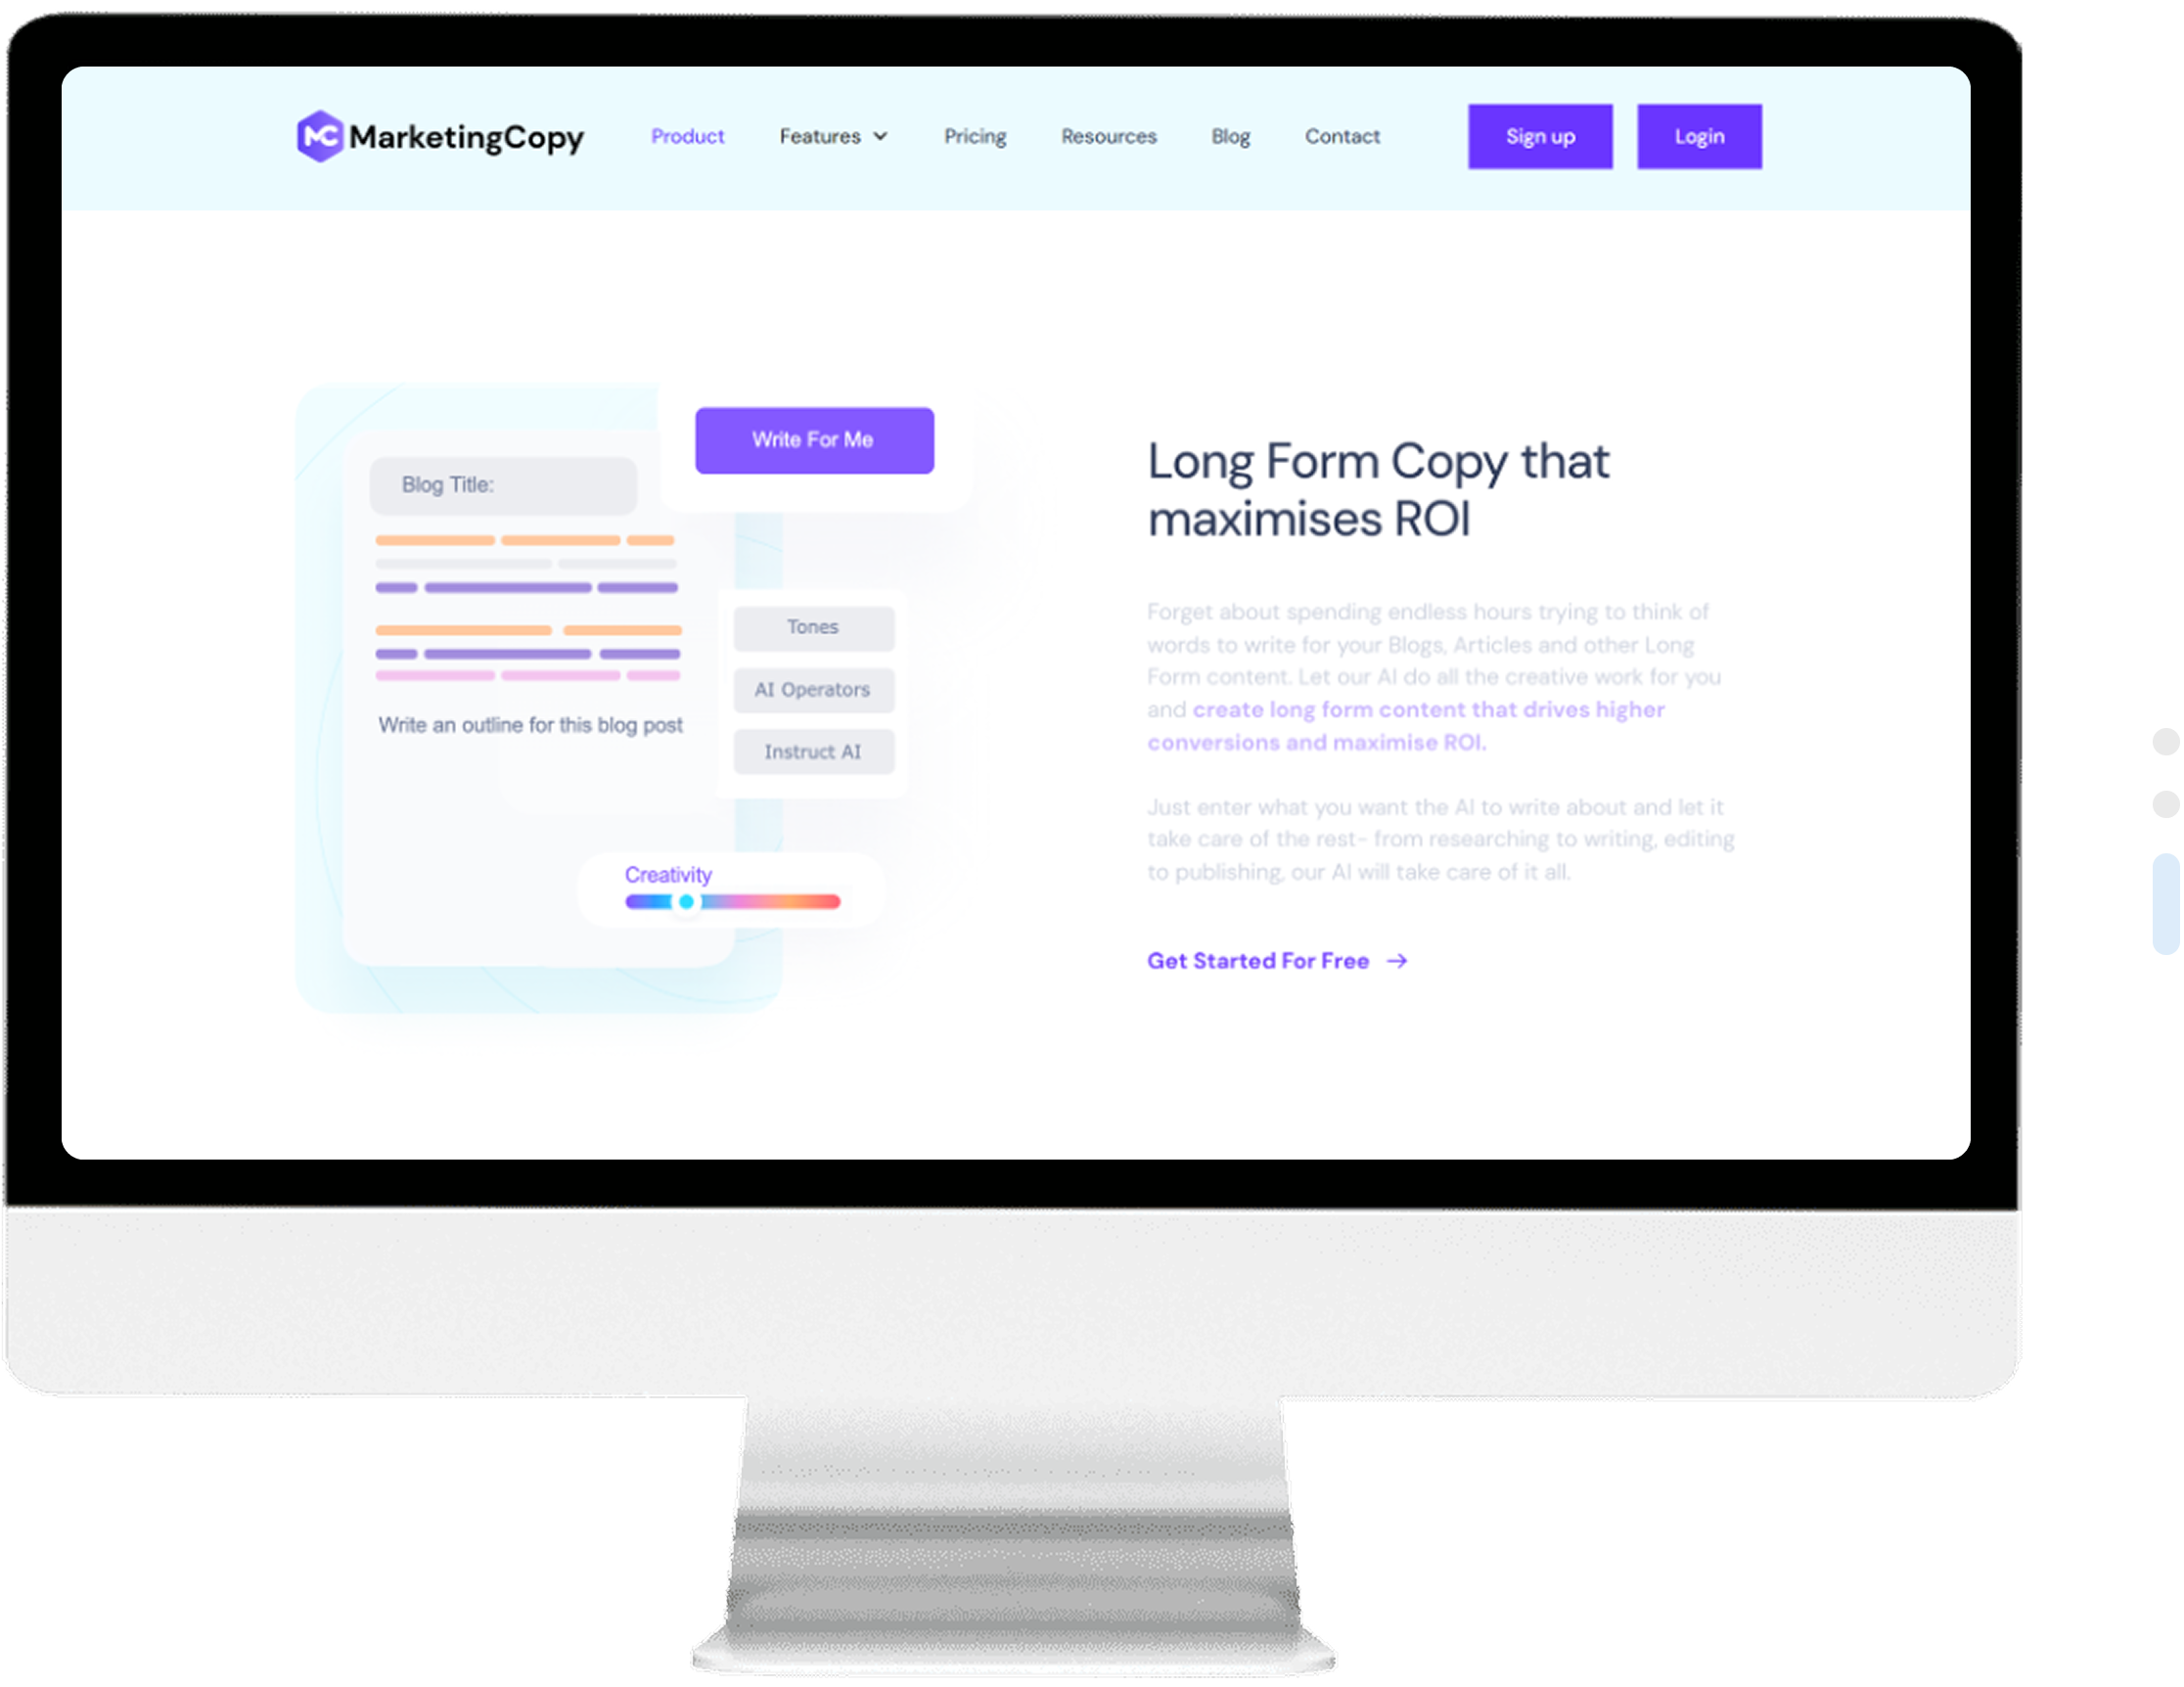 MC MarketingCopy
Product
Features
Pricing
Resources
Blog
Contact
Sign up
Login
Write For Me
Blog Title:
Tones
AI Operators
Instruct AI
Write an outline for this blog post
Creativity
Long Form Copy that
maximises ROI
Forget about spending endless hours trying to think of
words to write for your Blogs, Articles and other Long
Form content. Let our AI do all the creative work for you
and create long form content that drives higher
conversions and maximise ROI.
Just enter what you want the AI to write about and let it
take care of the rest- from researching to writing, editing
to publishing, our AI will take care of it all.
Get Started For Free →